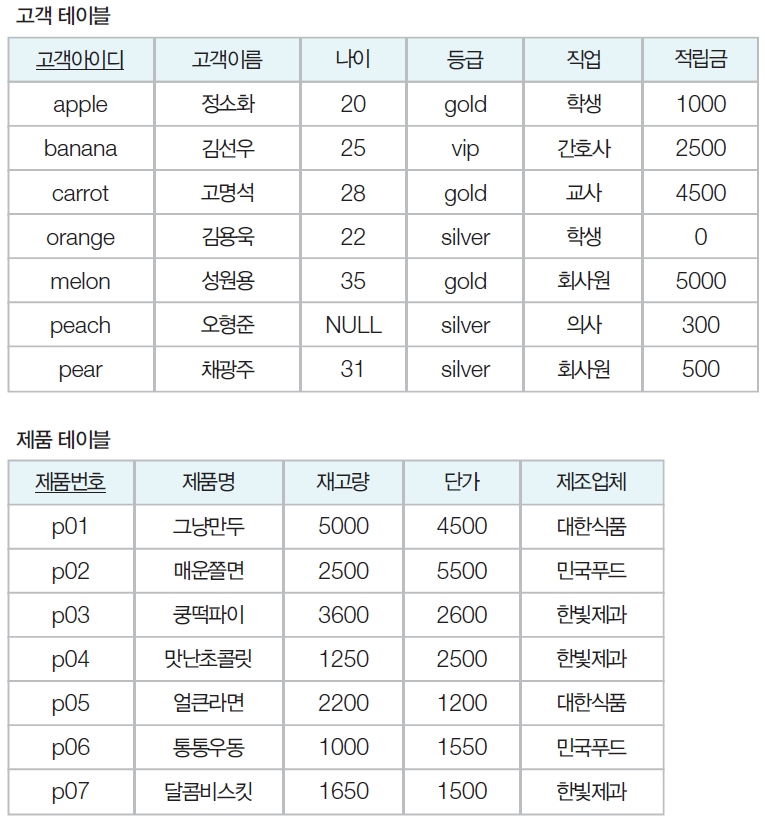 고객 테이블
고객아이디 고객이름 나이 등급 직업 적립금
apple 정소화 20 gold 학생 1000
banana 김선우 25 vip 간호사 2500
carrot 고명석 28 gold 교사 4500
orange 김용욱 22 silver 학생 0
melon 성원용 35 gold 회사원 5000
peach 오형준 NULL silver 의사 300
pear 채광주 31 silver 회사원 500
제품 테이블
제품번호 제품명 재고량 단가 제조업체
p01 그냥만두 5000 4500 대한식품
p02 매운쫄면 2500 5500 민국푸드
p03 쿵떡파이 3600 2600 한빛제과
p04 맛난초콜릿 1250 2500 한빛제과
p05 얼큰라면 2200 1200 대한식품
p06 통통우동 1000 1550 민국푸드
p07 달콤비스킷 1650 1500 한빛제과